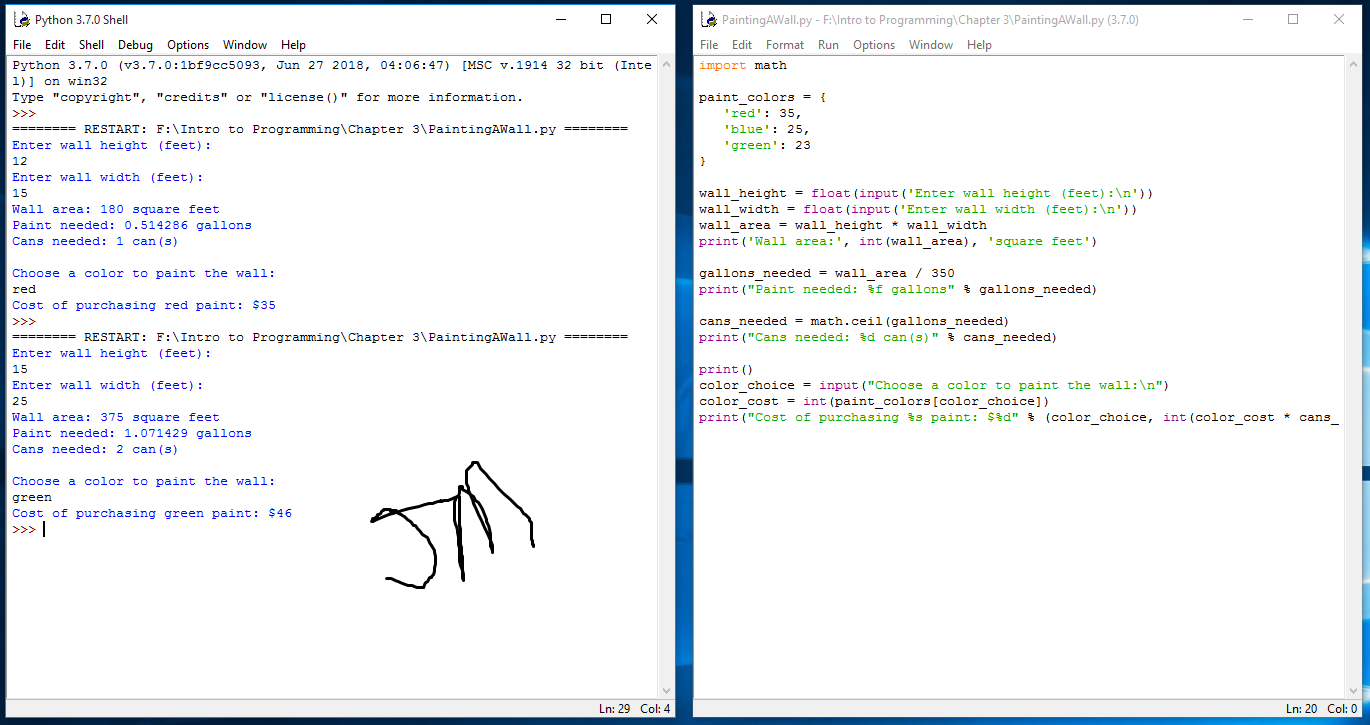 Python 3.7.0 Shell
File Edit Shell Debug Options Window Help
Python 3.7.0 (v3.7.0:1bf9cc5093, Jun 27 2018, 04:06:47) [MSC v.1914 32 bit (Inte
l)] on win32
Type "copyright", "credits" or "license()" for more information.
>>>
======== RESTART: F:\Intro to Programming\Chapter 3\PaintingAWall.py ========
Enter wall height (feet):
12
Enter wall width (feet):
15
Wall area: 180 square feet
Paint needed: 0.514286 gallons
Cans needed: 1 can(s)

Choose a color to paint the wall:
red
Cost of purchasing red paint: $35
>>>
======== RESTART: F:\Intro to Programming\Chapter 3\PaintingAWall.py ========
Enter wall height (feet):
15
Enter wall width (feet):
25
Wall area: 375 square feet
Paint needed: 1.071429 gallons
Cans needed: 2 can(s)

Choose a color to paint the wall:
green
Cost of purchasing green paint: $46
>>>
Ln: 29 Col: 4
PaintingAWall.py - F:\Intro to Programming\Chapter 3\PaintingAWall.py (3.7.0)
File Edit Format Run Options Window Help
import math

paint_colors = {
   'red': 35,
   'blue': 25,
   'green': 23
}

wall_height = float(input('Enter wall height (feet):\n'))
wall_width = float(input('Enter wall width (feet):\n'))
wall_area = wall_height * wall_width
print('Wall area:', int(wall_area), 'square feet')

gallons_needed = wall_area / 350
print("Paint needed: %f gallons" % gallons_needed)

cans_needed = math.ceil(gallons_needed)
print("Cans needed: %d can(s)" % cans_needed)

print()
color_choice = input("Choose a color to paint the wall:\n")
color_cost = int(paint_colors[color_choice])
print("Cost of purchasing %s paint: $%d" % (color_choice, int(color_cost * cans_
Ln: 20 Col: 0